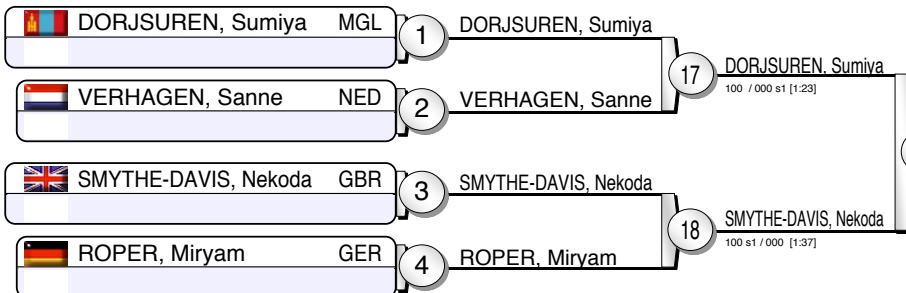 DORJSUREN, Sumiya MGL
1
DORJSUREN, Sumiya
17
DORJSUREN, Sumiya
100 / 000 s1 [1:23]
VERHAGEN, Sanne NED
2
VERHAGEN, Sanne
SMYTHE-DAVIS, Nekoda GBR
3
SMYTHE-DAVIS, Nekoda
18
SMYTHE-DAVIS, Nekoda
100 s1 / 000 [1:37]
ROPER, Miryam GER
4
ROPER, Miryam